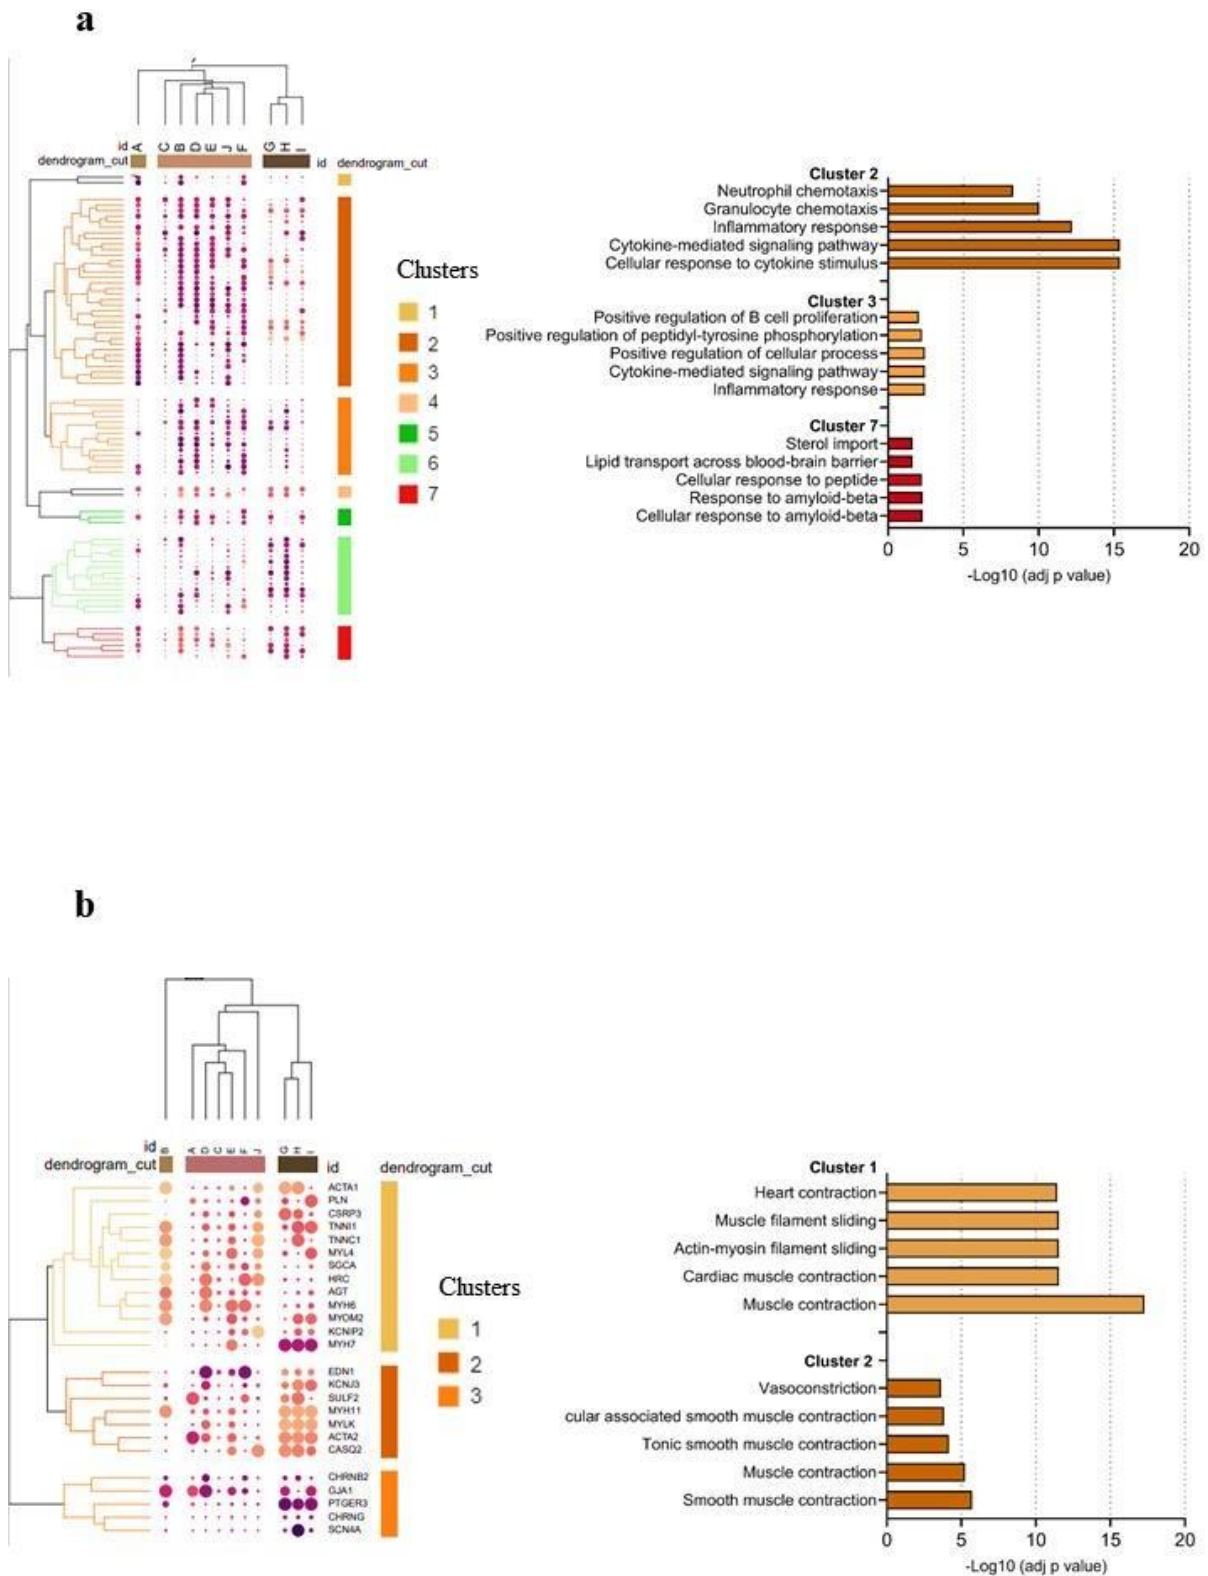 a
id A C B D E J F G H I
dendrogram_cut id dendrogram_cut
Clusters
1
2
3
4
5
6
7
Cluster 2
Neutrophil chemotaxis
Granulocyte chemotaxis
Inflammatory response
Cytokine-mediated signaling pathway
Cellular response to cytokine stimulus
Cluster 3
Positive regulation of B cell proliferation
Positive regulation of peptidyl-tyrosine phosphorylation
Positive regulation of cellular process
Cytokine-mediated signaling pathway
Inflammatory response
Cluster 7
Sterol import
Lipid transport across blood-brain barrier
Cellular response to peptide
Response to amyloid-beta
Cellular response to amyloid-beta
0 5 10 15 20
-Log10 (adj p value)
b
id B A D C E F J G H I
dendrogram_cut id dendrogram_cut
ACTA1
PLN
CSRP3
TNNI1
TNNC1
MYL4
SGCA
HRC
AGT
MYH6
MYOM2
KCNIP2
MYH7
EDN1
KCNJ3
SULF2
MYH11
MYLK
ACTA2
CASQ2
CHRNB2
GJA1
PTGER3
CHRNG
SCN4A
Clusters
1
2
3
Cluster 1
Heart contraction
Muscle filament sliding
Actin-myosin filament sliding
Cardiac muscle contraction
Muscle contraction
Cluster 2
Vasoconstriction
cular associated smooth muscle contraction
Tonic smooth muscle contraction
Muscle contraction
Smooth muscle contraction
0 5 10 15 20
-Log10 (adj p value)